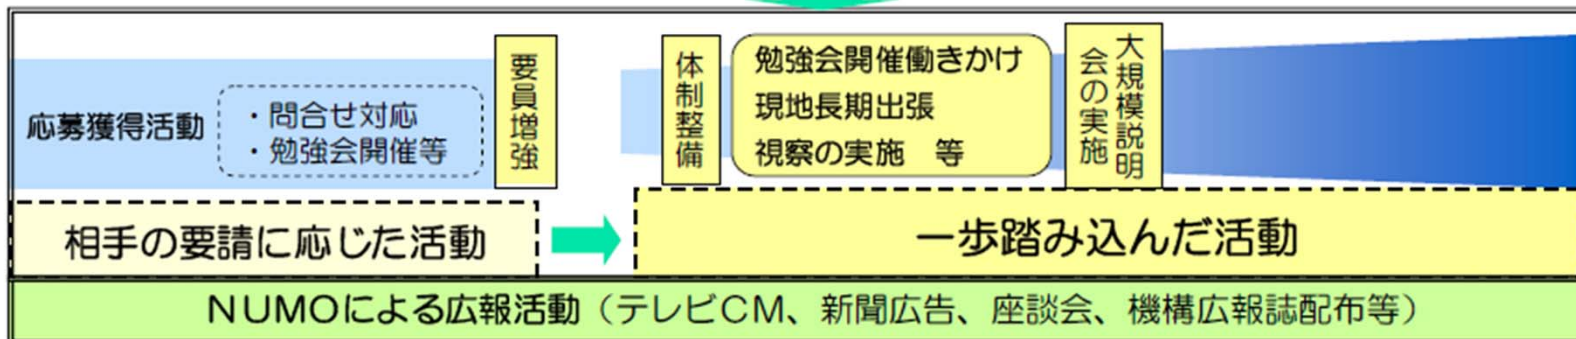 応募獲得活動
・問合せ対応
・勉強会開催等
要員増強
体制整備
勉強会開催働きかけ
現地長期出張
視察の実施　等
大規模説明
会の実施
相手の要請に応じた活動
一歩踏み込んだ活動
NUMOによる広報活動（テレビCM、新聞広告、座談会、機構広報誌配布等）